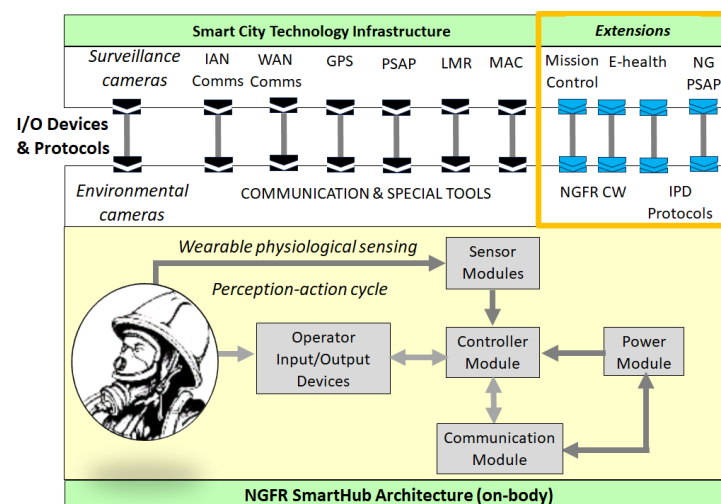 Smart City Technology Infrastructure
Extensions
Surveillance
cameras
IAN
Comms
WAN
Comms
GPS
PSAP
LMR
MAC
Mission
Control
E-health
NG
PSAP
I/O Devices
& Protocols
Environmental
cameras
COMMUNICATION & SPECIAL TOOLS
NGFR CW
IPD
Protocols
Wearable physiological sensing
Perception-action cycle
Sensor
Modules
Operator
Input/Output
Devices
Controller
Module
Power
Module
Communication
Module
NGFR SmartHub Architecture (on-body)